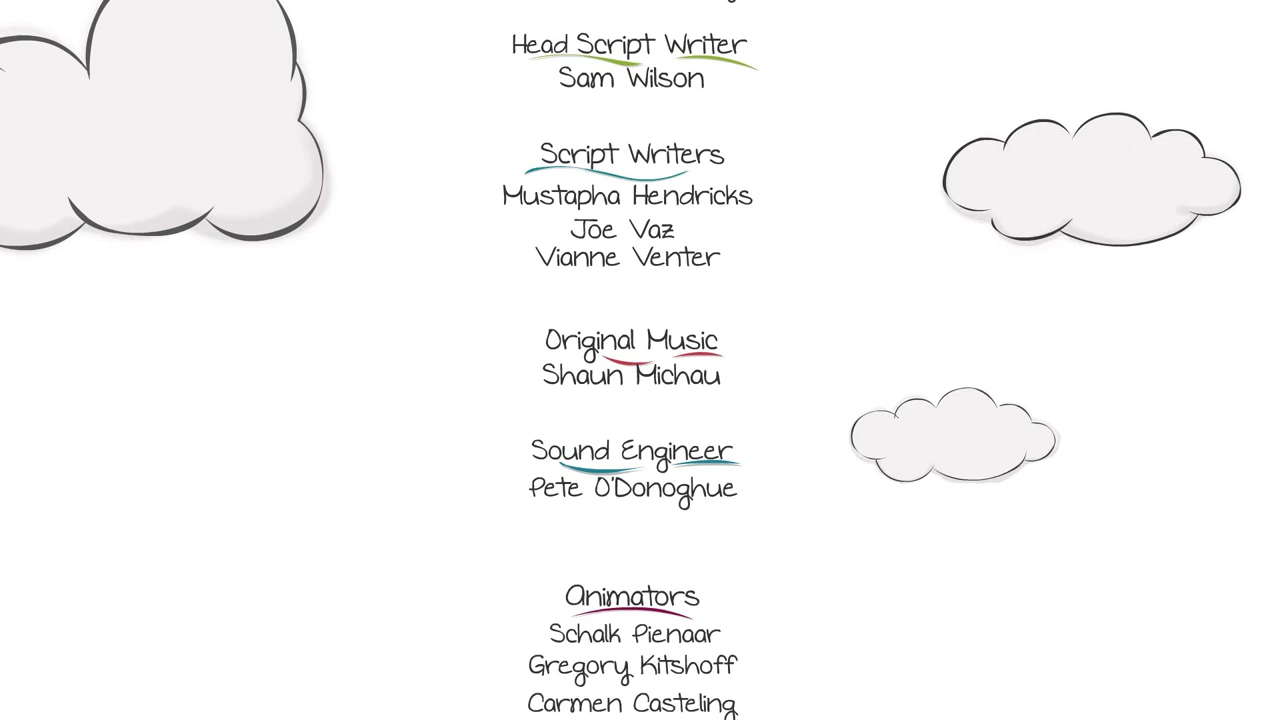 Head Script Writer
Sam Wilson
Script Writers
Mustapha Hendricks
Joe Vaz
Vianne Venter
Original Music
Shaun Michau
Sound Engineer
Pete O'Donoghue
Animators
Schalk Pienaar
Gregory Kitshoff
Carmen Casteling